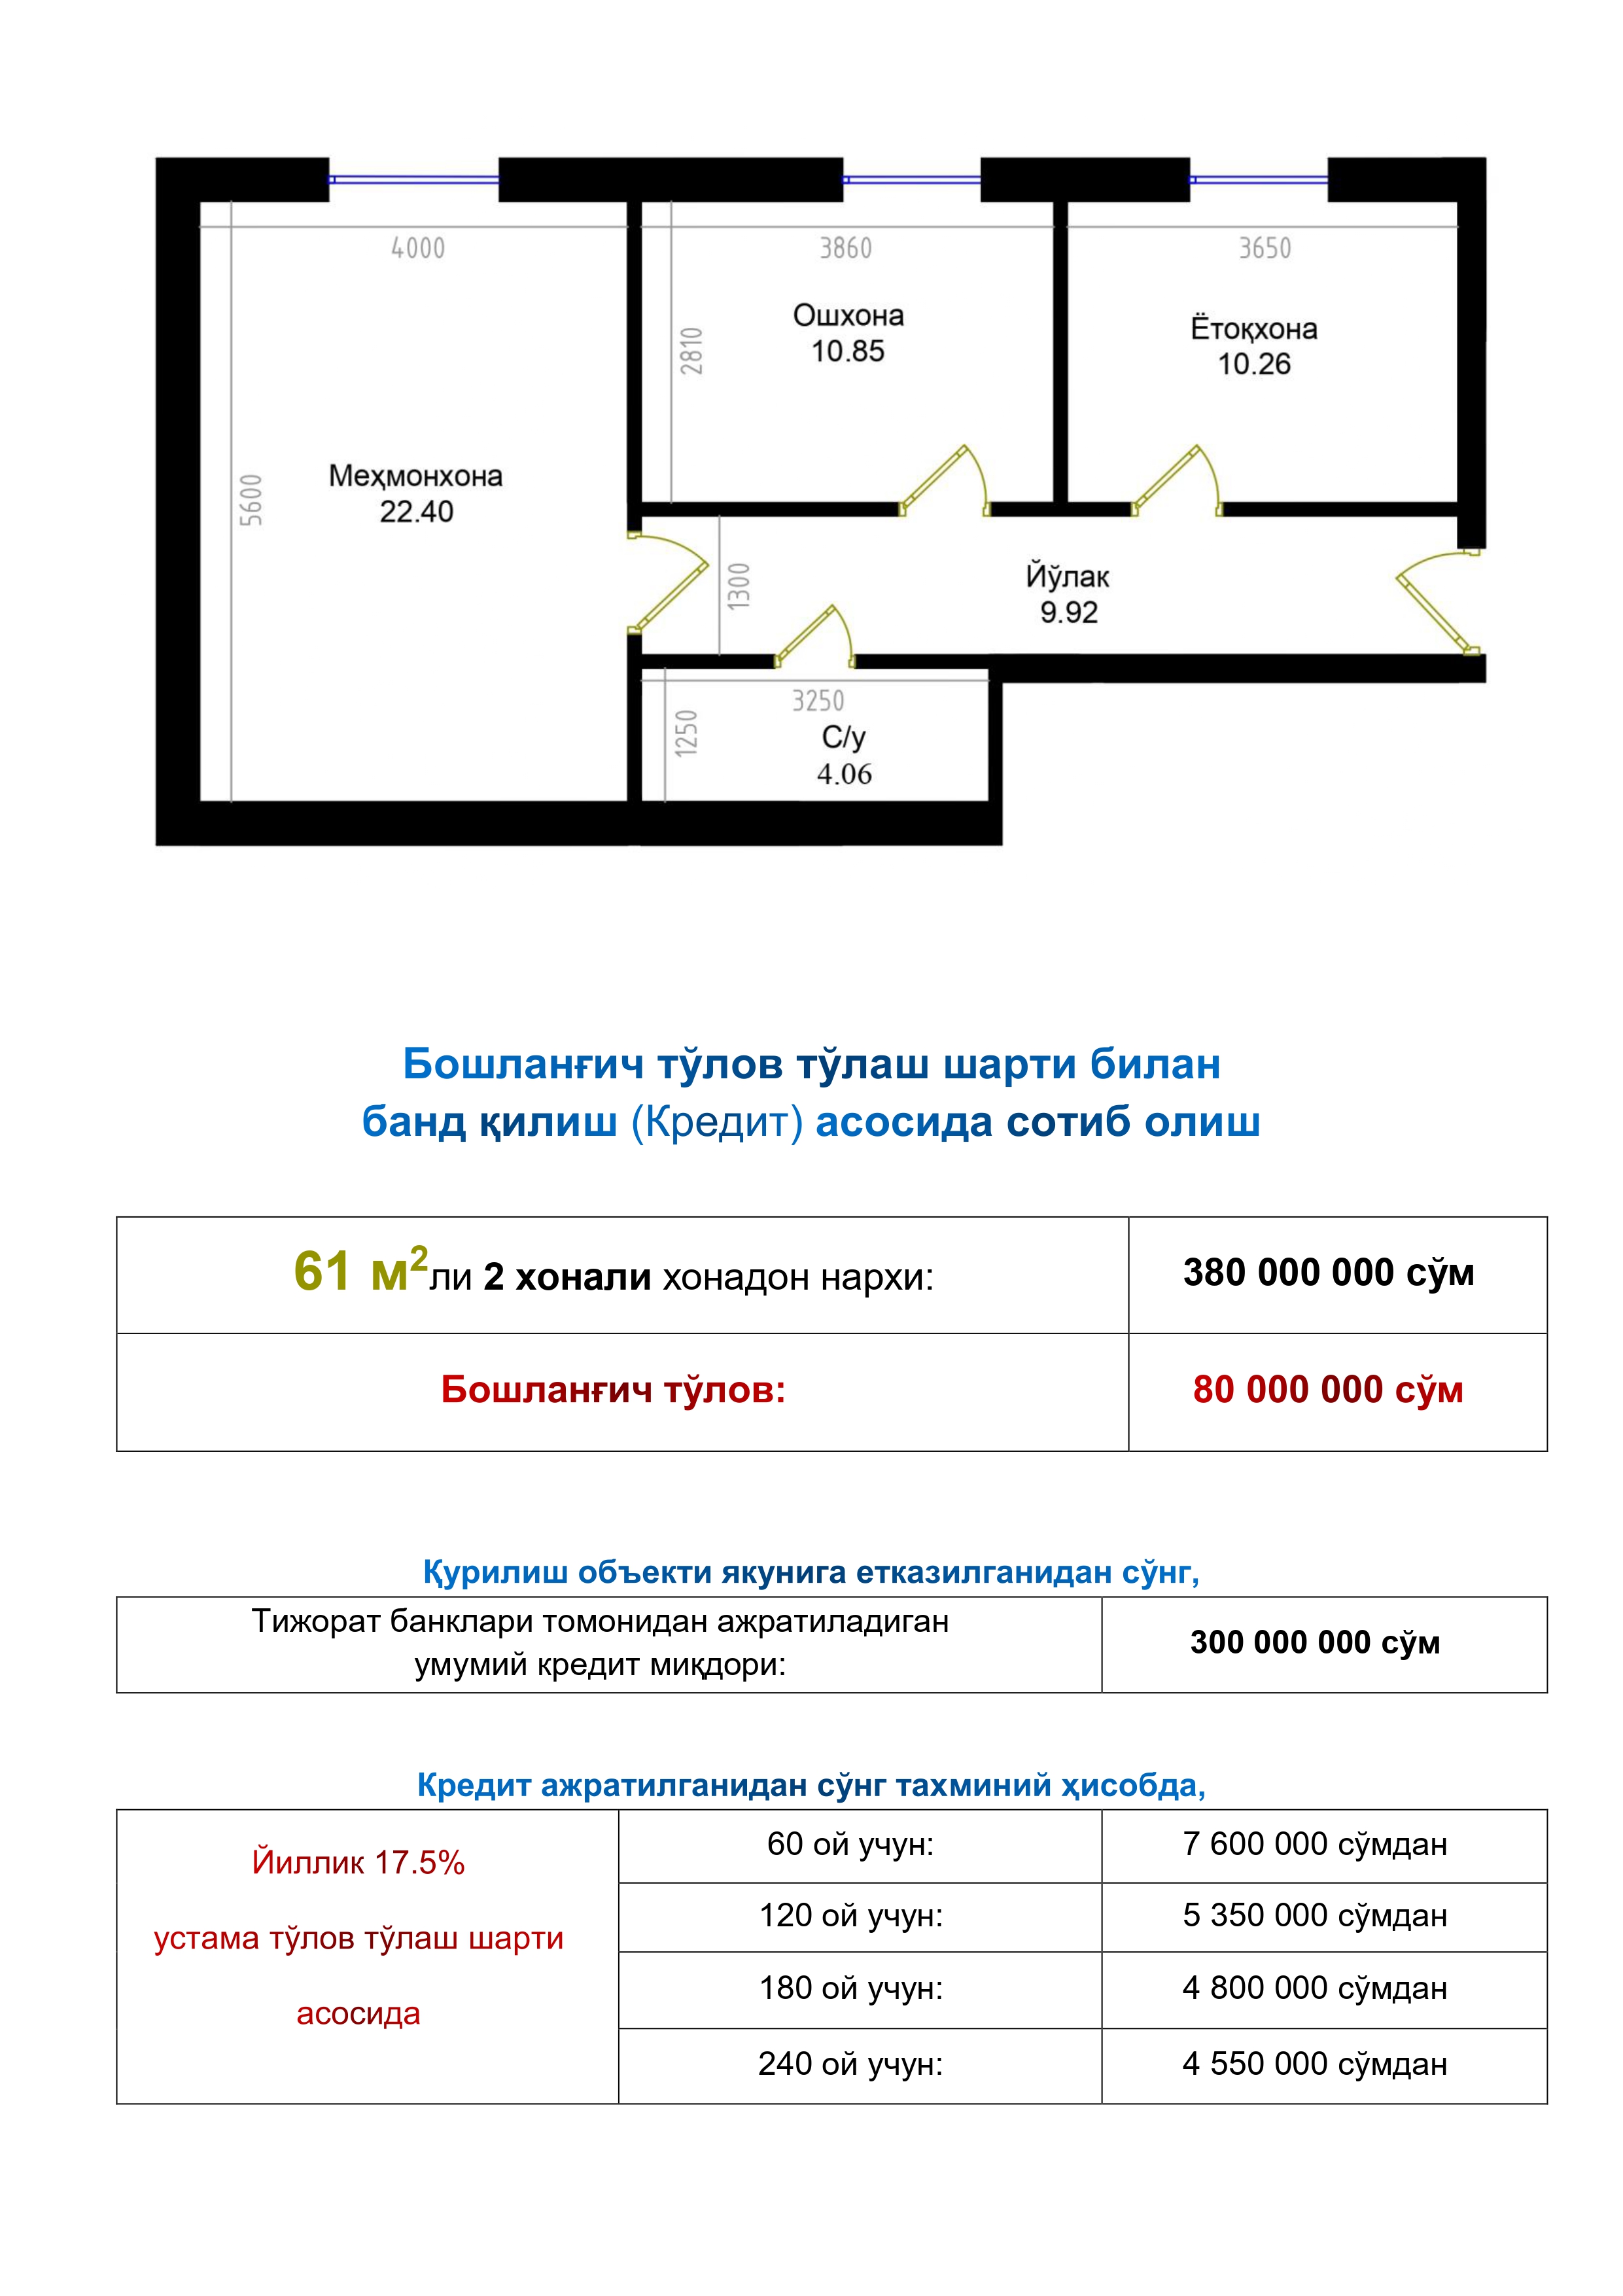 4000
3860
3650
Ошхона
10.85
Ётоқхона
10.26
2810
Меҳмонхона
22.40
5600
Йўлак
9.92
1300
3250
С/у
4.06
1250
Бошланғич тўлов тўлаш шарти билан
банд қилиш (Кредит) асосида сотиб олиш
61 м²ли 2 хонали хонадон нархи: 380 000 000 сўм
Бошланғич тўлов: 80 000 000 сўм
Қурилиш объекти якунига етказилганидан сўнг,
Тижорат банклари томонидан ажратиладиган
умумий кредит миқдори:
300 000 000 сўм
Кредит ажратилганидан сўнг тахминий ҳисобда,
Йиллик 17.5%
устама тўлов тўлаш шарти
асосида
60 ой учун: 7 600 000 сўмдан
120 ой учун: 5 350 000 сўмдан
180 ой учун: 4 800 000 сўмдан
240 ой учун: 4 550 000 сўмдан